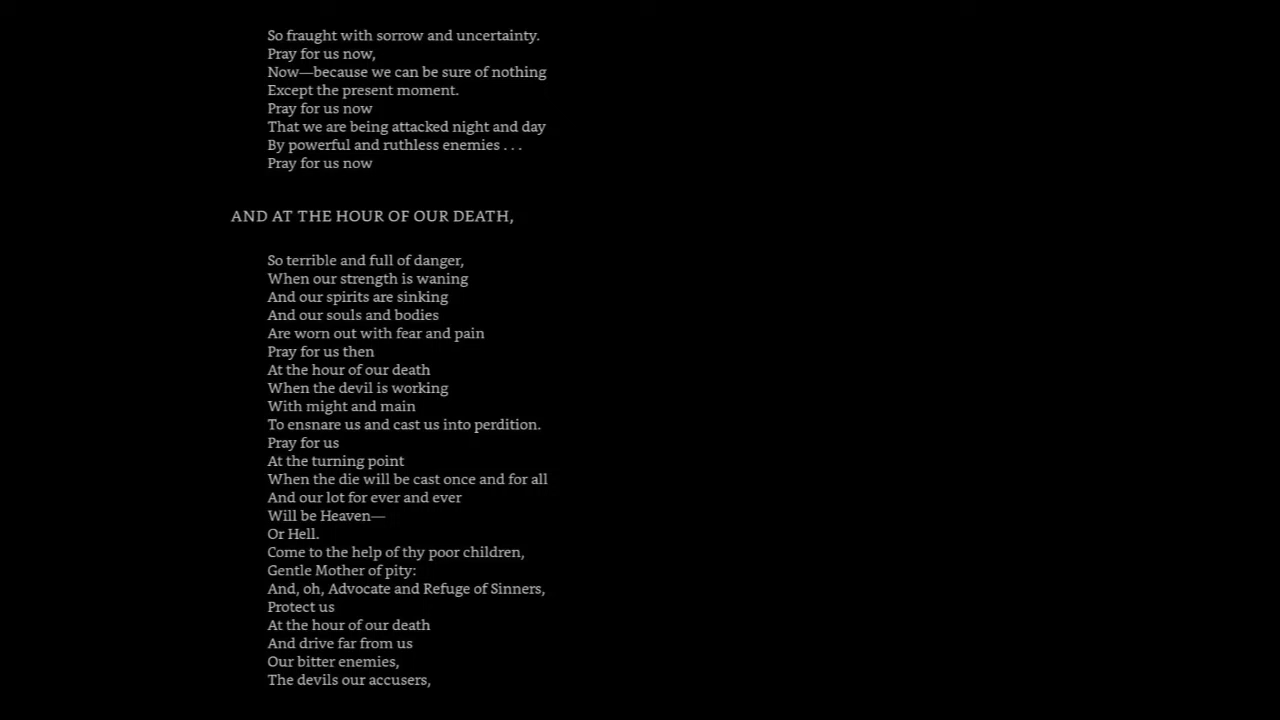 So fraught with sorrow and uncertainty.
Pray for us now,
Now—because we can be sure of nothing
Except the present moment.
Pray for us now
That we are being attacked night and day
By powerful and ruthless enemies . . .
Pray for us now
AND AT THE HOUR OF OUR DEATH,
So terrible and full of danger,
When our strength is waning
And our spirits are sinking
And our souls and bodies
Are worn out with fear and pain
Pray for us then
At the hour of our death
When the devil is working
With might and main
To ensnare us and cast us into perdition.
Pray for us
At the turning point
When the die will be cast once and for all
And our lot for ever and ever
Will be Heaven—
Or Hell.
Come to the help of thy poor children,
Gentle Mother of pity:
And, oh, Advocate and Refuge of Sinners,
Protect us
At the hour of our death
And drive far from us
Our bitter enemies,
The devils our accusers,